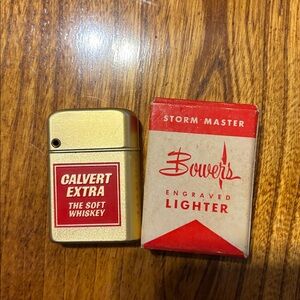 CALVERT
EXTRA
THE SOFT
WHISKEY
STORM MASTER
Bowers
ENGRAVED
LIGHTER